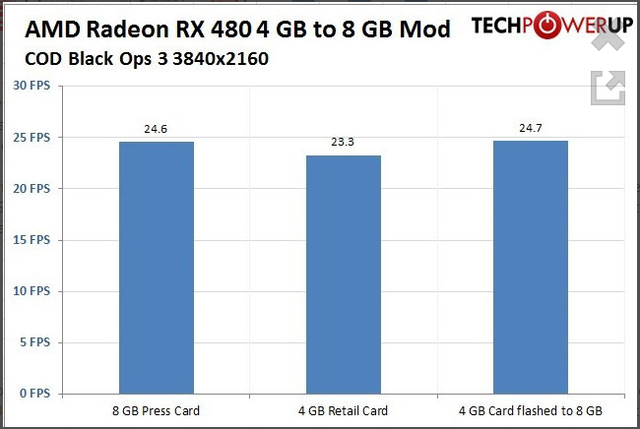 AMD Radeon RX 480 4 GB to 8 GB Mod
TECHPOWERUP
COD Black Ops 3 3840x2160
30 FPS
25 FPS
20 FPS
15 FPS
10 FPS
5 FPS
0 FPS
24.6
23.3
24.7
8 GB Press Card
4 GB Retail Card
4 GB Card flashed to 8 GB